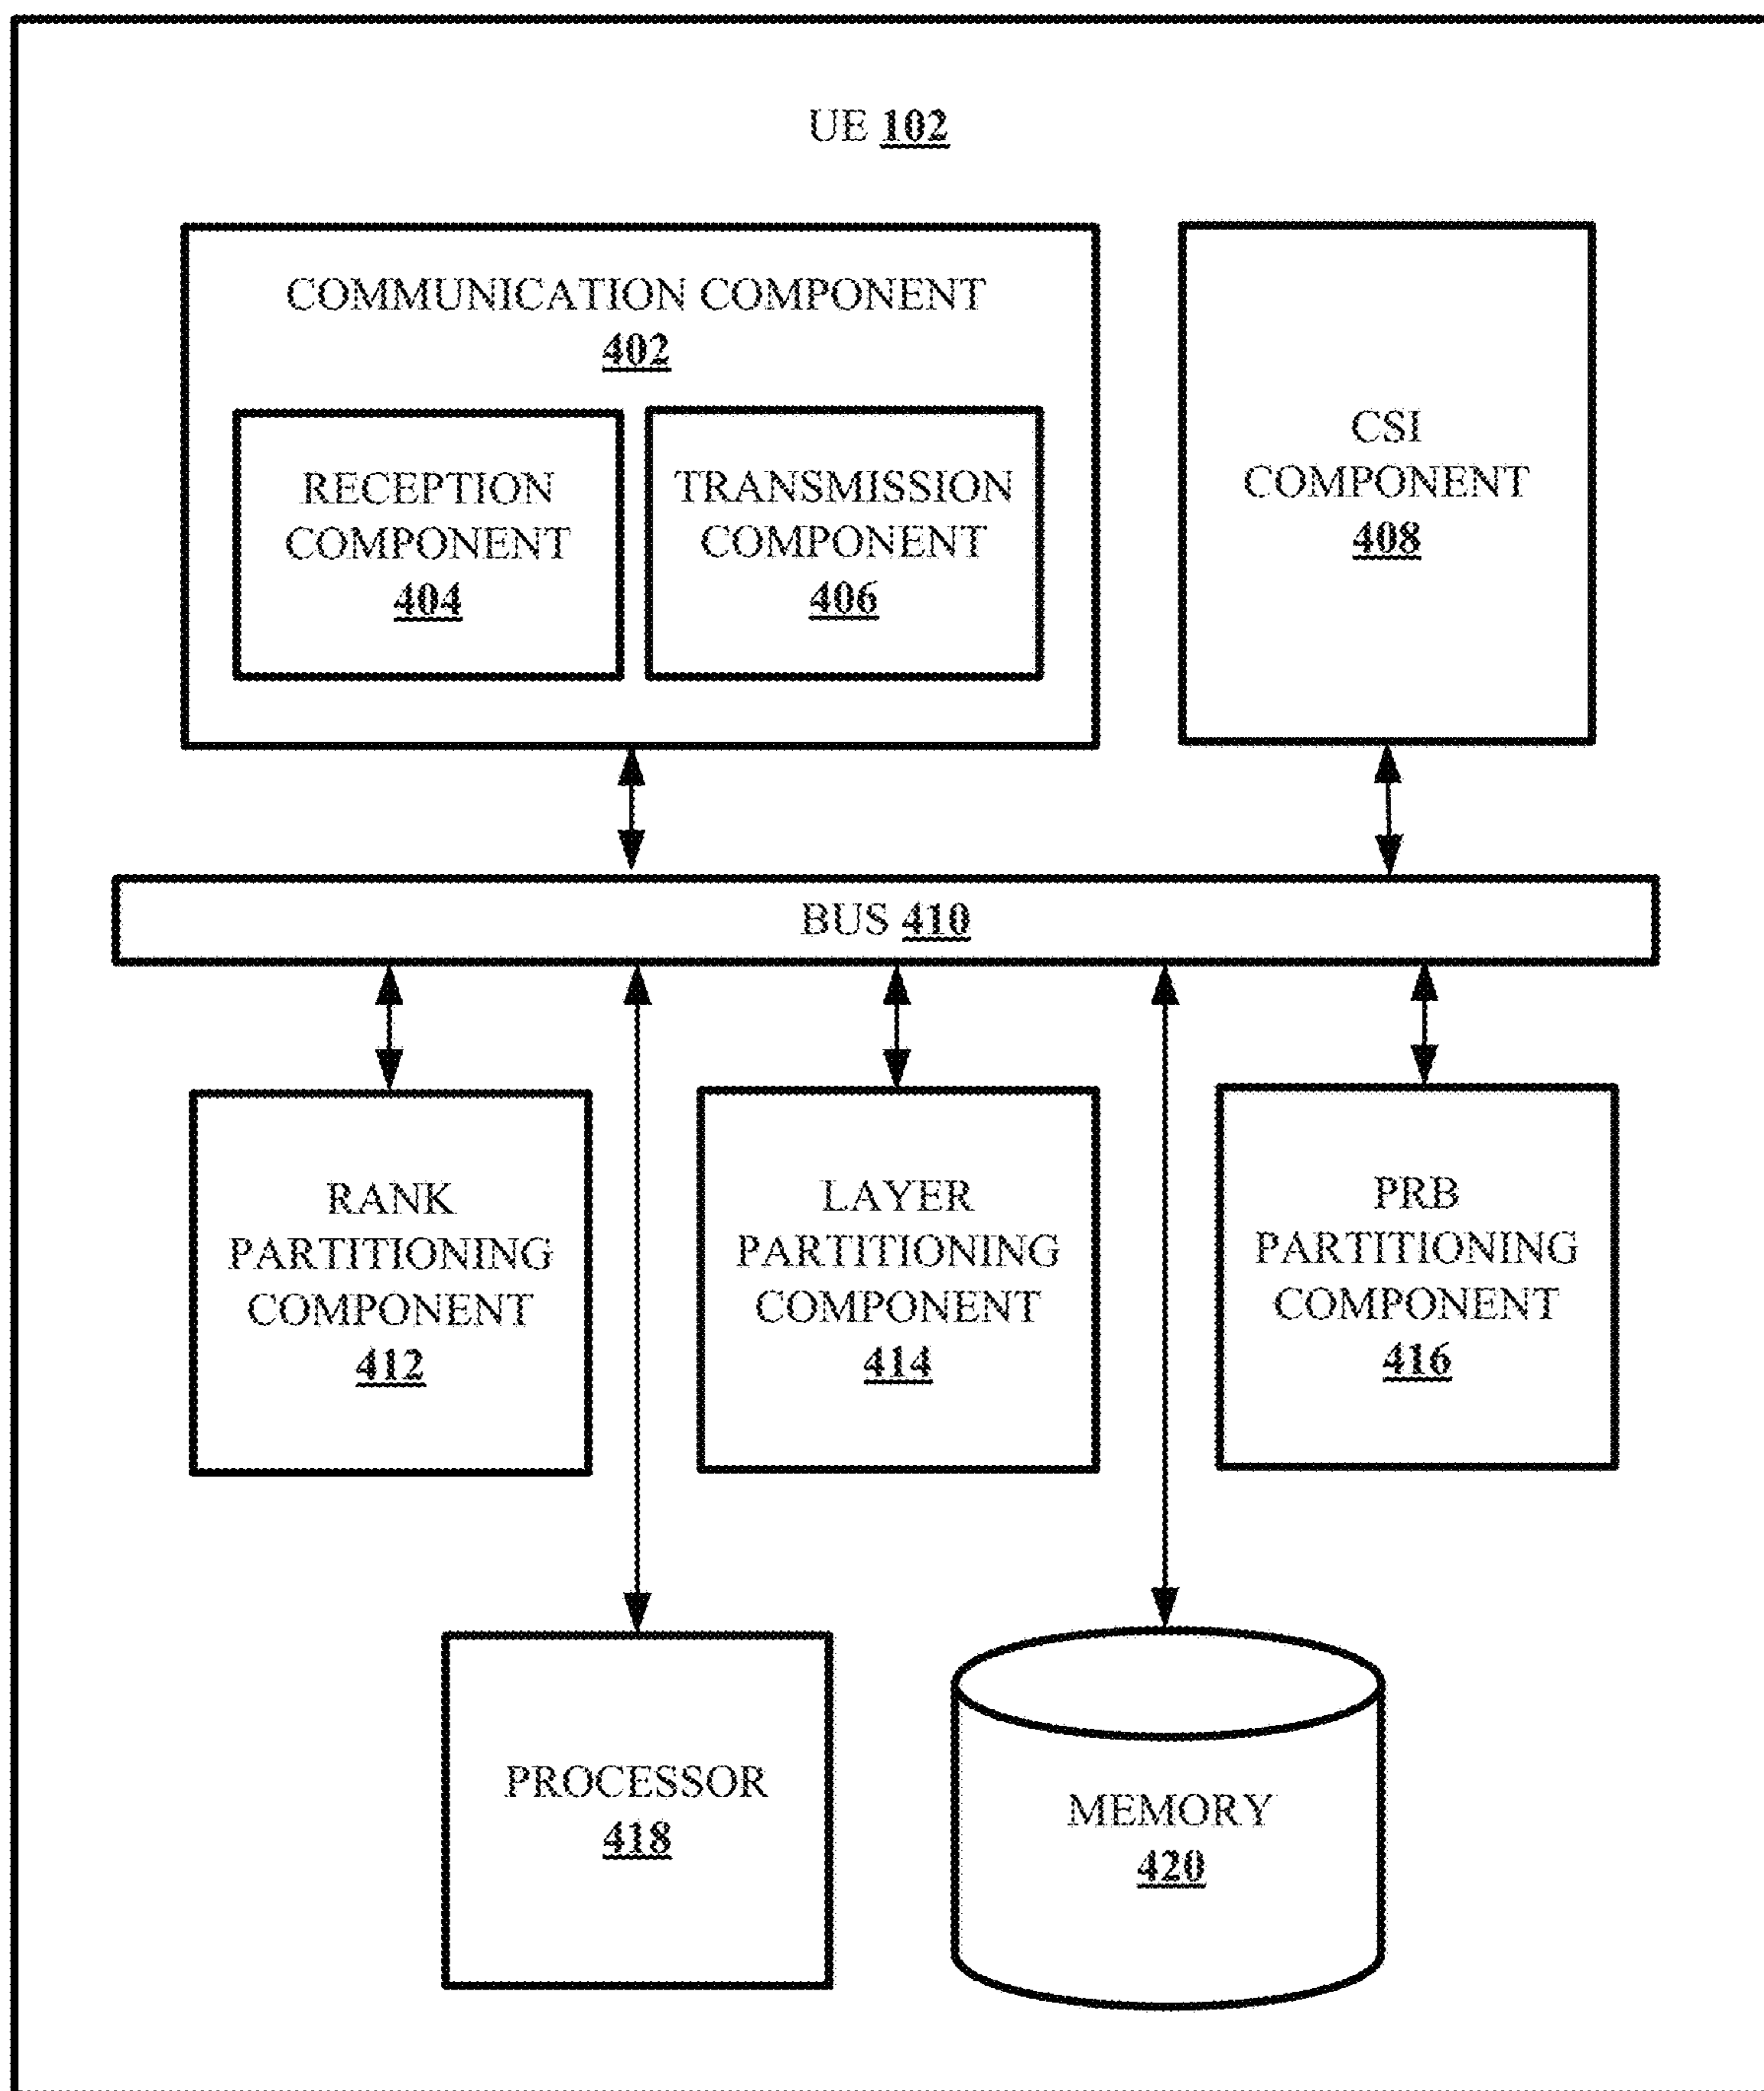 UE 102
COMMUNICATION COMPONENT
402
RECEPTION
COMPONENT
404
TRANSMISSION
COMPONENT
406
CSI
COMPONENT
408
BUS 410
RANK
PARTITIONING
COMPONENT
412
LAYER
PARTITIONING
COMPONENT
414
PRB
PARTITIONING
COMPONENT
416
PROCESSOR
418
MEMORY
420